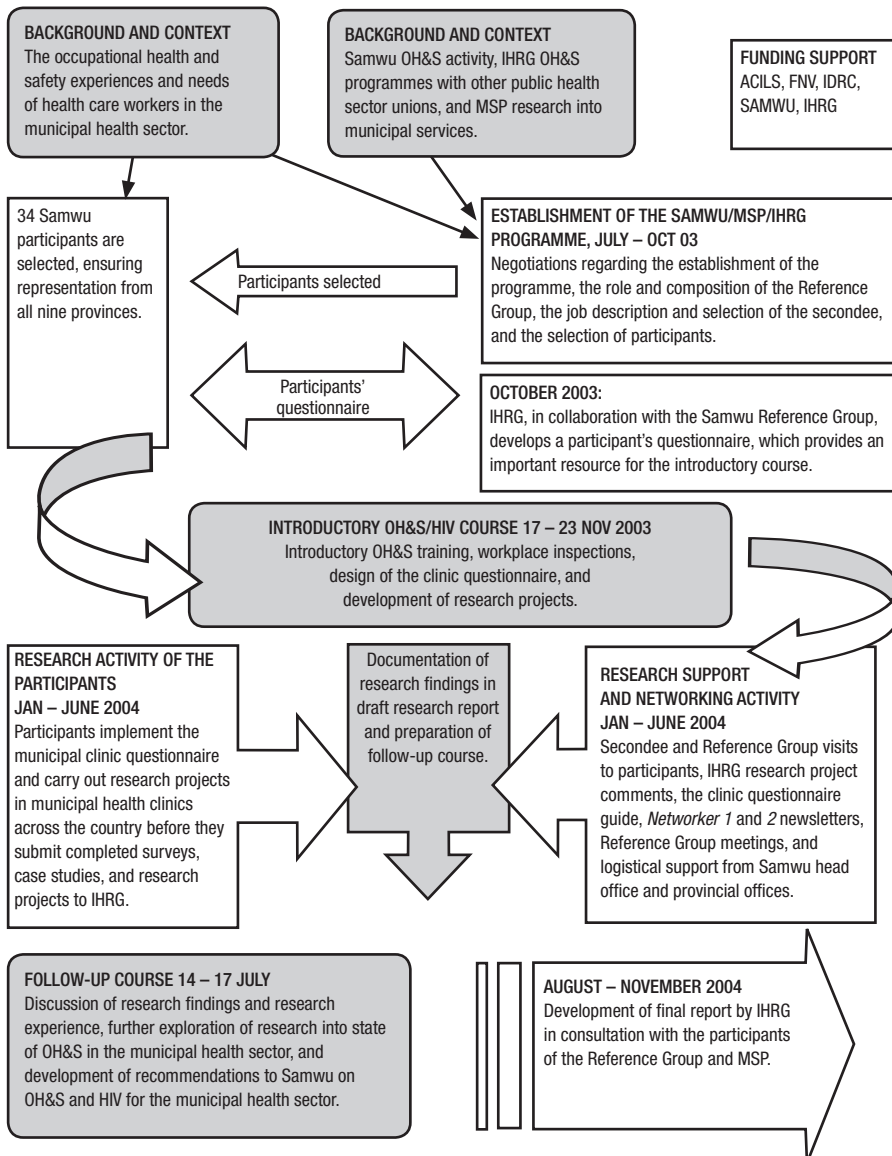 BACKGROUND AND CONTEXT
The occupational health and
safety experiences and needs
of health care workers in the
municipal health sector.
BACKGROUND AND CONTEXT
Samwu OH&S activity, IHRG OH&S
programmes with other public health
sector unions, and MSP research into
municipal services.
FUNDING SUPPORT
ACILS, FNV, IDRC,
SAMWU, IHRG
34 Samwu
participants are
selected, ensuring
representation from
all nine provinces.
Participants selected
ESTABLISHMENT OF THE SAMWU/MSP/IHRG
PROGRAMME, JULY – OCT 03
Negotiations regarding the establishment of the
programme, the role and composition of the Reference
Group, the job description and selection of the secondee,
and the selection of participants.
Participants'
questionnaire
OCTOBER 2003:
IHRG, in collaboration with the Samwu Reference Group,
develops a participant's questionnaire, which provides an
important resource for the introductory course.
INTRODUCTORY OH&S/HIV COURSE 17 – 23 NOV 2003
Introductory OH&S training, workplace inspections,
design of the clinic questionnaire, and
development of research projects.
RESEARCH ACTIVITY OF THE
PARTICIPANTS
JAN – JUNE 2004
Participants implement the
municipal clinic questionnaire
and carry out research projects
in municipal health clinics
across the country before they
submit completed surveys,
case studies, and research
projects to IHRG.
Documentation of
research findings in
draft research report
and preparation of
follow-up course.
RESEARCH SUPPORT
AND NETWORKING ACTIVITY
JAN – JUNE 2004
Secondee and Reference Group visits
to participants, IHRG research project
comments, the clinic questionnaire
guide, Networker 1 and 2 newsletters,
Reference Group meetings, and
logistical support from Samwu head
office and provincial offices.
FOLLOW-UP COURSE 14 – 17 JULY
Discussion of research findings and research
experience, further exploration of research into state
of OH&S in the municipal health sector, and
development of recommendations to Samwu on
OH&S and HIV for the municipal health sector.
AUGUST – NOVEMBER 2004
Development of final report by IHRG
in consultation with the participants
of the Reference Group and MSP.